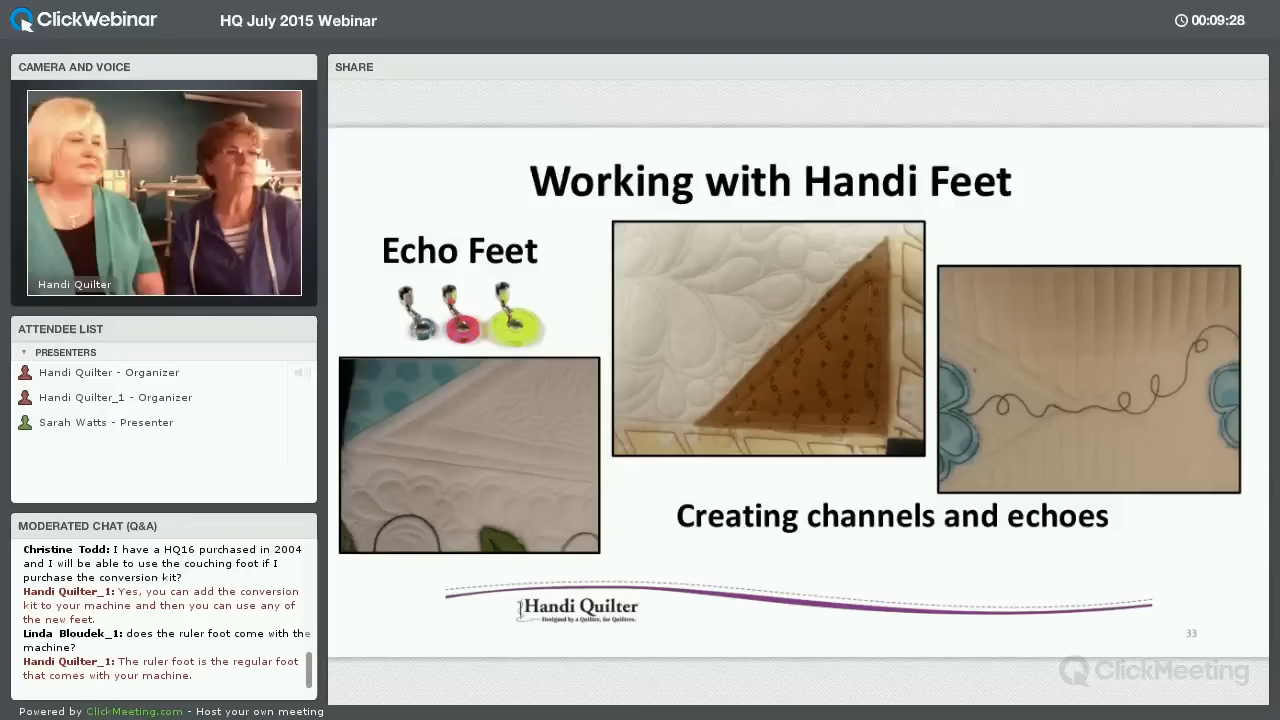 ClickWebinar
HQ July 2015 Webinar
00:09:28
CAMERA AND VOICE
Handi Quilter
ATTENDEE LIST
PRESENTERS
Handi Quilter - Organizer
Handi Quilter_1 - Organizer
Sarah Watts - Presenter
MODERATED CHAT (Q&A)
Christine Todd: I have a HQ16 purchased in 2004
and I will be able to use the couching foot if I
purchase the conversion kit?
Handi Quilter_1: Yes, you can add the conversion
kit to your machine and then you can use any of
the new feet.
Linda Bloudek_1: does the ruler foot come with the
machine?
Handi Quilter_1: The ruler foot is the regular foot
that comes with your machine.
Powered by ClickMeeting.com - Host your own meeting
SHARE
Working with Handi Feet
Echo Feet
Creating channels and echoes
Handi Quilter
Designed by a Quilter, for Quilters.
33
ClickMeeting